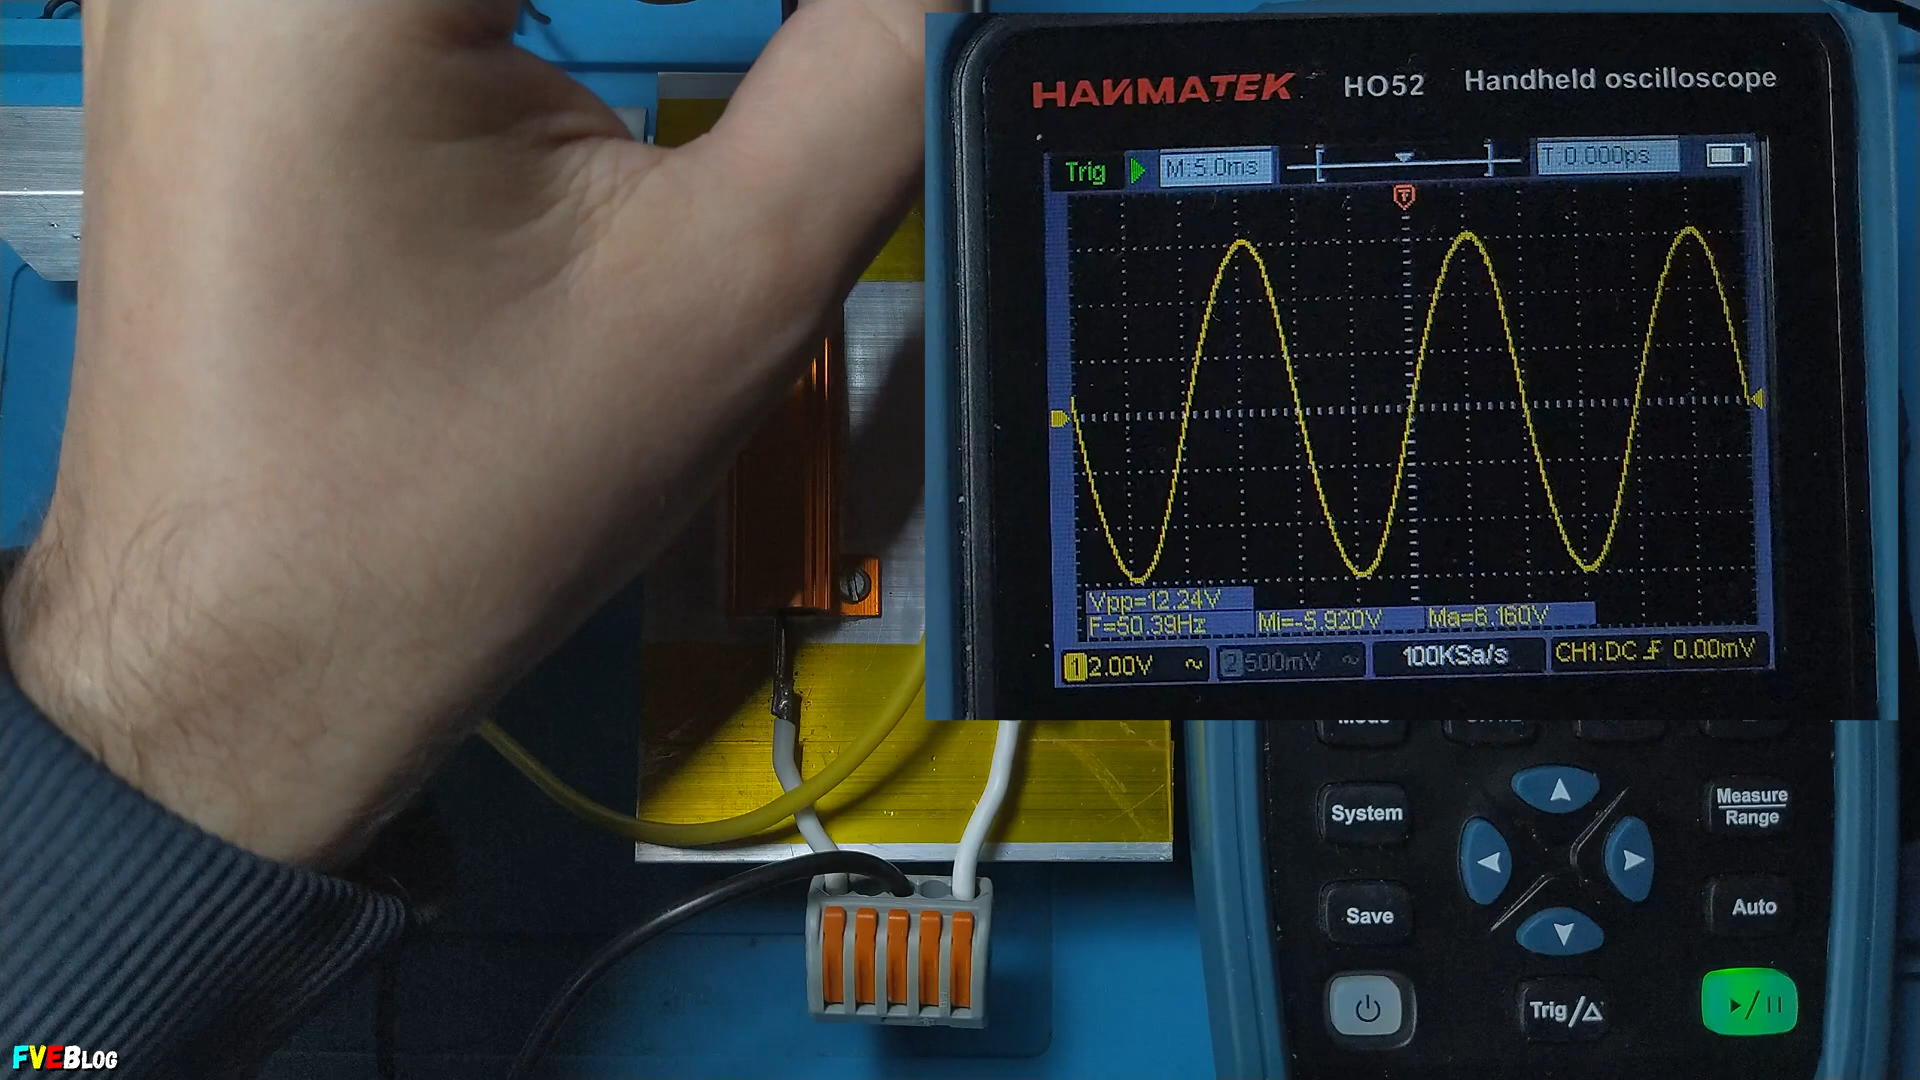 HANMATEK HO52 Handheld oscilloscope
Trig M:5.0ms T:0.000ps
T
Vpp=12.24V
F=50.39Hz Mi=-5.920V Ma=6.160V
1 2.00V ~ 2 500mV ~ 100KSa/s CH1:DC 0.00mV
System
Measure
Range
Save
Auto
Trig/Δ
FVEBLOG